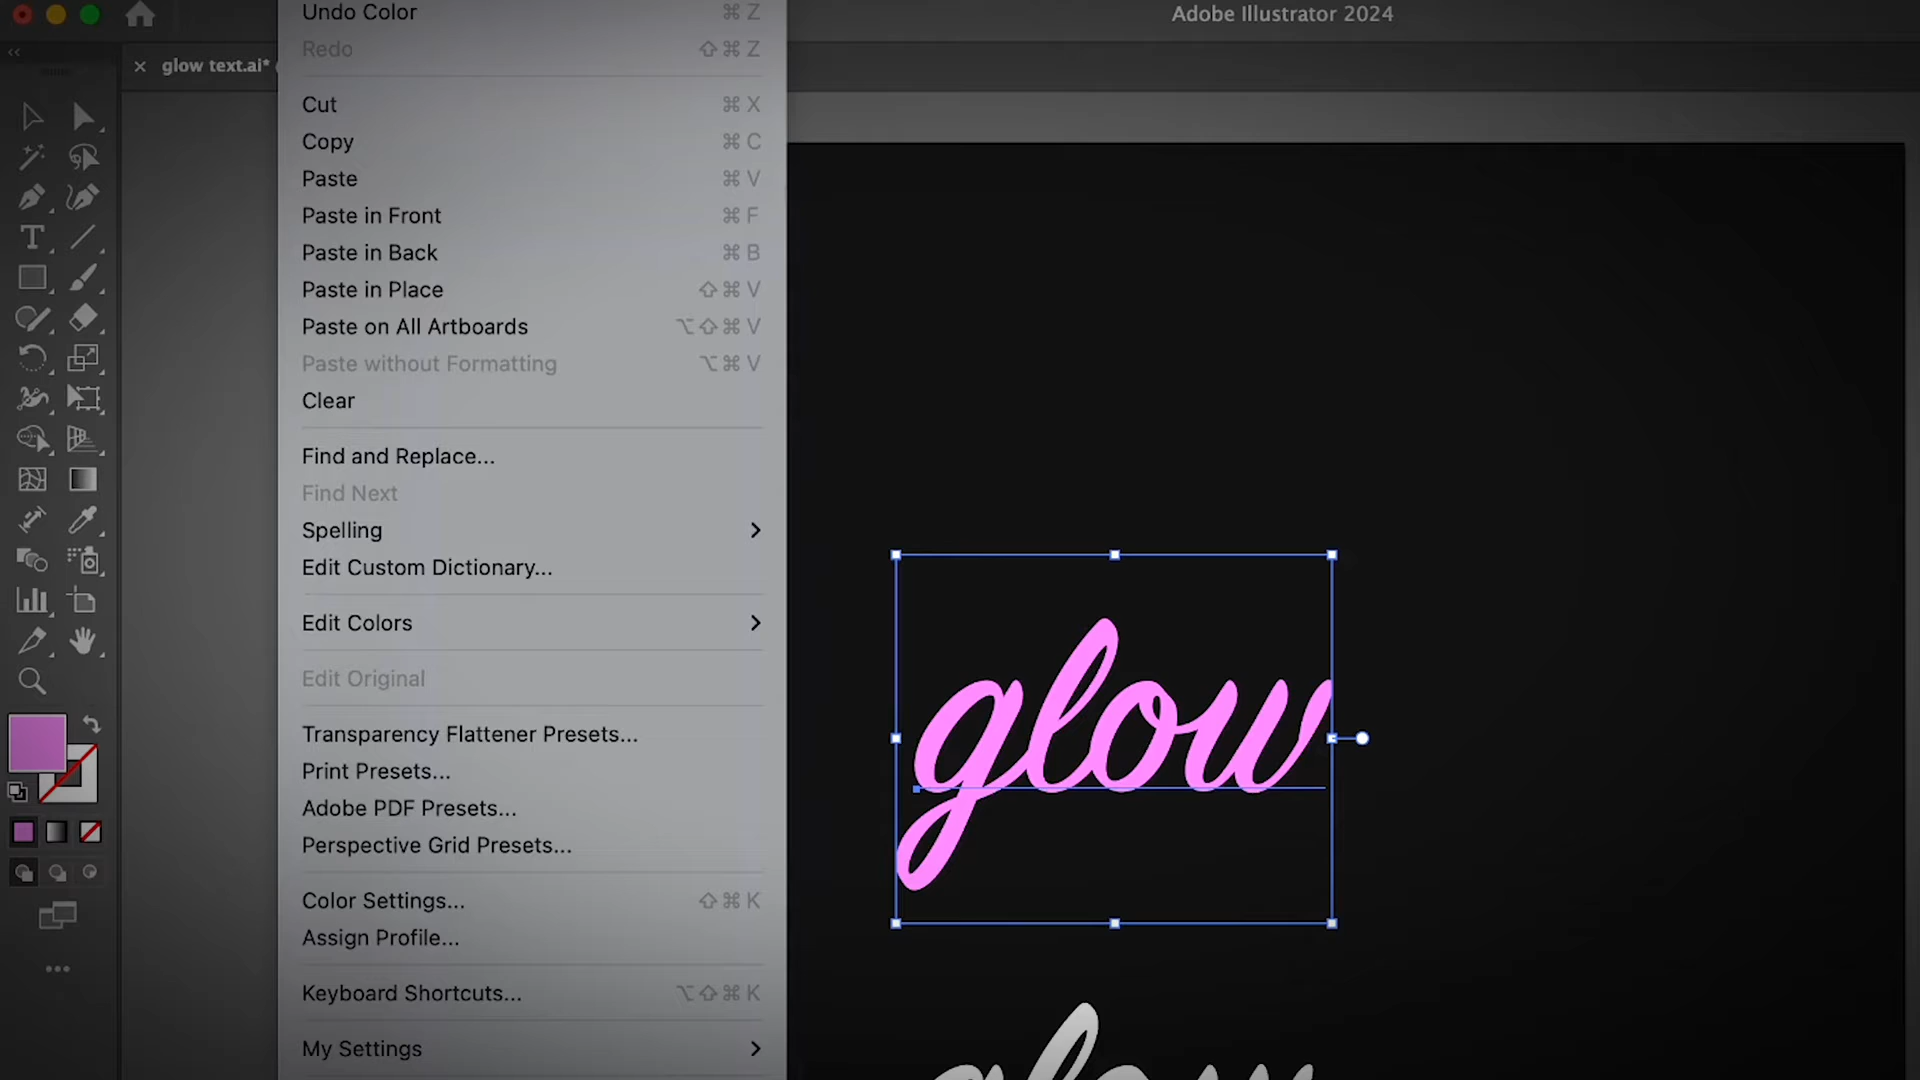 Adobe Illustrator 2024
glow text.ai*
Undo Color ⌘ Z
Redo ⇧ ⌘ Z
Cut ⌘ X
Copy ⌘ C
Paste ⌘ V
Paste in Front ⌘ F
Paste in Back ⌘ B
Paste in Place ⇧ ⌘ V
Paste on All Artboards ⌥ ⇧ ⌘ V
Paste without Formatting ⌥ ⌘ V
Clear
Find and Replace...
Find Next
Spelling
Edit Custom Dictionary...
Edit Colors
Edit Original
Transparency Flattener Presets...
Print Presets...
Adobe PDF Presets...
Perspective Grid Presets...
Color Settings... ⇧ ⌘ K
Assign Profile...
Keyboard Shortcuts... ⌥ ⇧ ⌘ K
My Settings
glow
glow